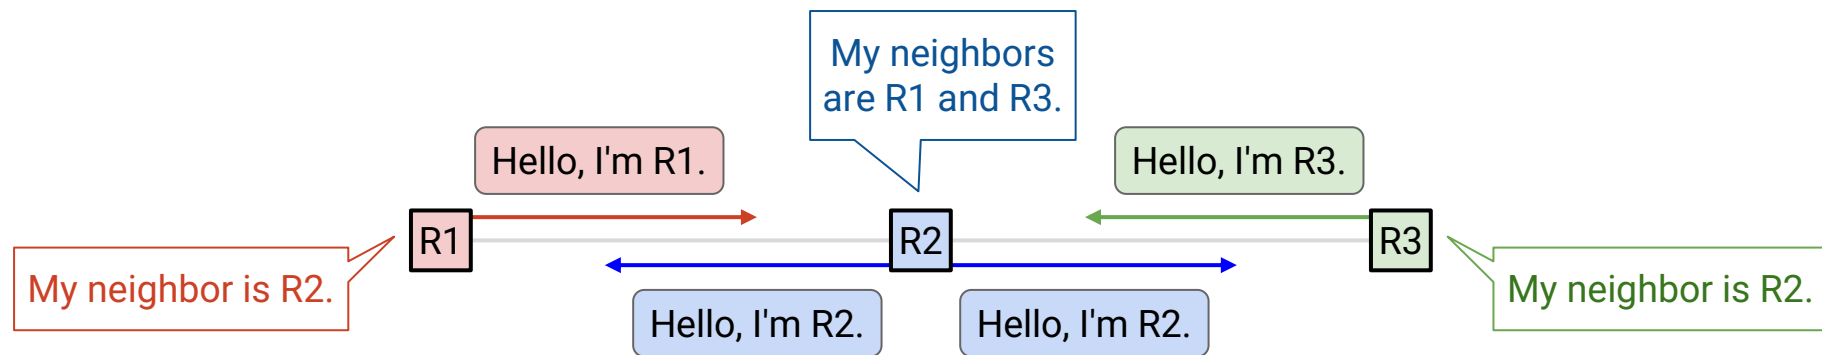 My neighbors
are R1 and R3.
Hello, I'm R1.
Hello, I'm R3.
R1
R2
R3
My neighbor is R2.
My neighbor is R2.
Hello, I'm R2.
Hello, I'm R2.